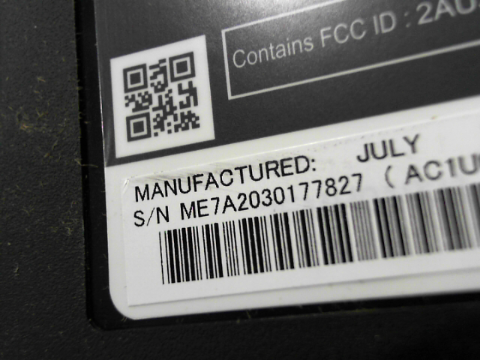 Contains FCC ID : 2AU
MANUFACTURED: JULY
S/N ME7A2030177827 ( AC1U